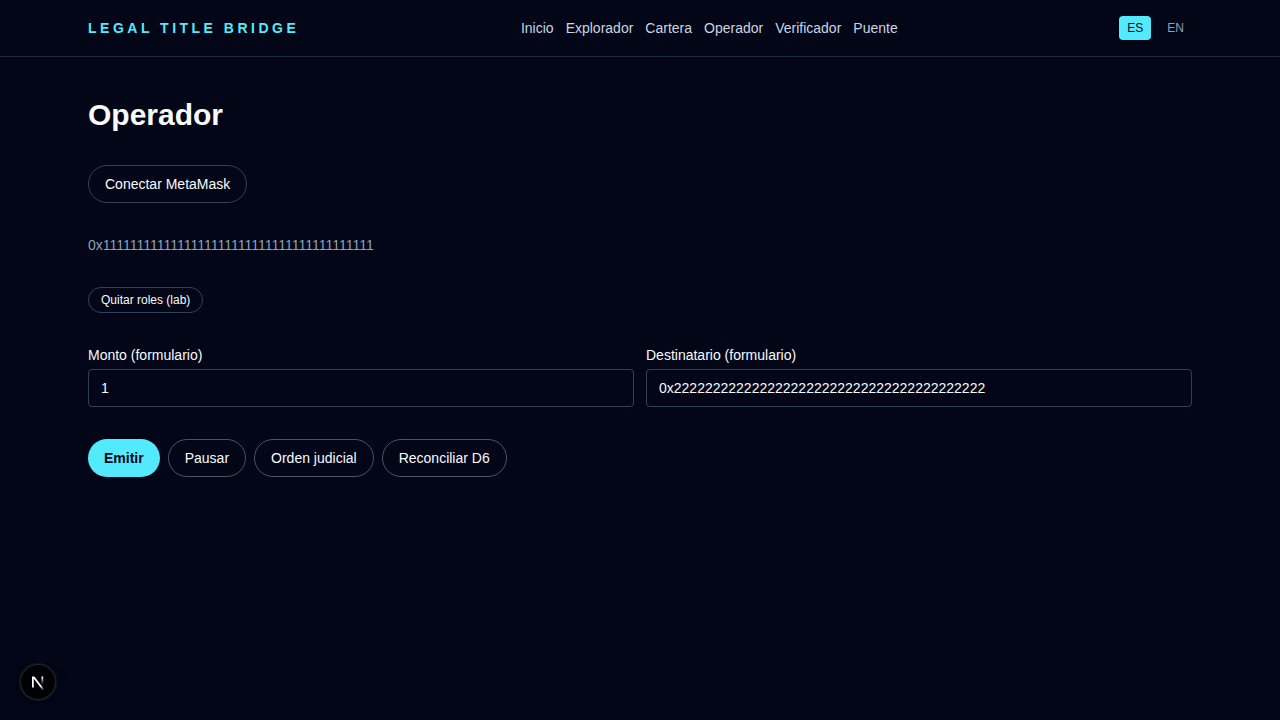 LEGAL TITLE BRIDGE
Inicio Explorador Cartera Operador Verificador Puente
ES EN
Operador
Conectar MetaMask
0x1111111111111111111111111111111111111111
Quitar roles (lab)
Monto (formulario) Destinatario (formulario)
1 0x2222222222222222222222222222222222222222
Emitir Pausar Orden judicial Reconciliar D6
N